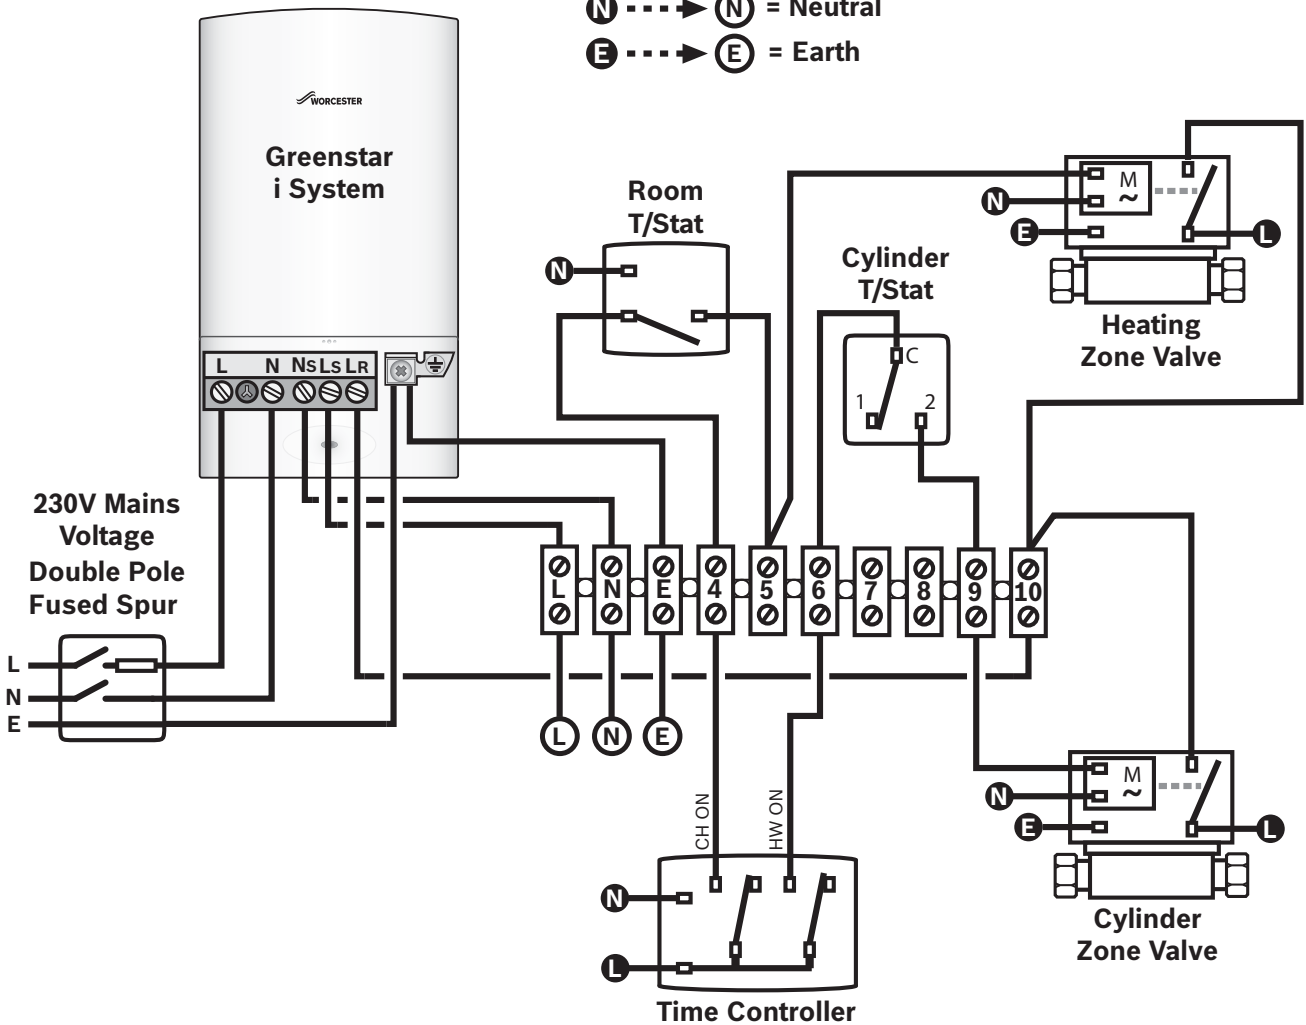 N N = Neutral
E E = Earth
WORCESTER
Greenstar
i System
L N Ns Ls LR
Room
T/Stat
N
Cylinder
T/Stat
C
1 2
M
~
N
E
L
Heating
Zone Valve
230V Mains
Voltage
Double Pole
Fused Spur
L
N
E
L N E 4 5 6 7 8 9 10
L N E
CH ON
HW ON
N
L
Time Controller
M
~
N
E
L
Cylinder
Zone Valve